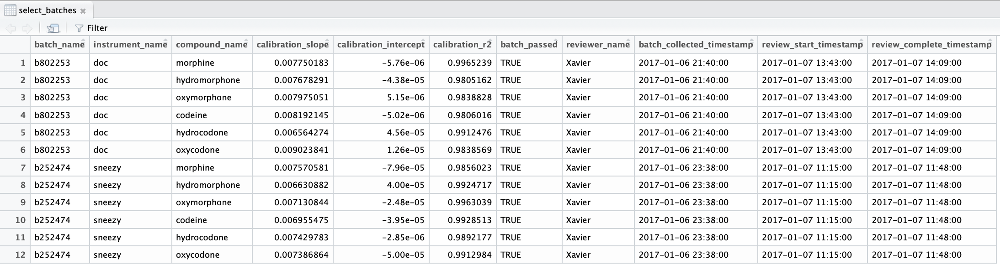 select_batches
Filter
batch_name instrument_name compound_name calibration_slope calibration_intercept calibration_r2 batch_passed reviewer_name batch_collected_timestamp review_start_timestamp review_complete_timestamp
1 b802253 doc morphine 0.007750183 -5.76e-06 0.9965239 TRUE Xavier 2017-01-06 21:40:00 2017-01-07 13:43:00 2017-01-07 14:09:00
2 b802253 doc hydromorphone 0.007678291 -4.38e-05 0.9805162 TRUE Xavier 2017-01-06 21:40:00 2017-01-07 13:43:00 2017-01-07 14:09:00
3 b802253 doc oxymorphone 0.007975051 5.15e-06 0.9838828 TRUE Xavier 2017-01-06 21:40:00 2017-01-07 13:43:00 2017-01-07 14:09:00
4 b802253 doc codeine 0.008192145 -5.02e-06 0.9806016 TRUE Xavier 2017-01-06 21:40:00 2017-01-07 13:43:00 2017-01-07 14:09:00
5 b802253 doc hydrocodone 0.006564274 4.56e-05 0.9912476 TRUE Xavier 2017-01-06 21:40:00 2017-01-07 13:43:00 2017-01-07 14:09:00
6 b802253 doc oxycodone 0.009023841 1.26e-05 0.9838569 TRUE Xavier 2017-01-06 21:40:00 2017-01-07 13:43:00 2017-01-07 14:09:00
7 b252474 sneezy morphine 0.007570581 -7.96e-05 0.9856023 TRUE Xavier 2017-01-06 23:38:00 2017-01-07 11:15:00 2017-01-07 11:48:00
8 b252474 sneezy hydromorphone 0.006630882 4.00e-05 0.9924717 TRUE Xavier 2017-01-06 23:38:00 2017-01-07 11:15:00 2017-01-07 11:48:00
9 b252474 sneezy oxymorphone 0.007130844 -2.48e-05 0.9963039 TRUE Xavier 2017-01-06 23:38:00 2017-01-07 11:15:00 2017-01-07 11:48:00
10 b252474 sneezy codeine 0.006955475 -3.95e-05 0.9928513 TRUE Xavier 2017-01-06 23:38:00 2017-01-07 11:15:00 2017-01-07 11:48:00
11 b252474 sneezy hydrocodone 0.007429783 -2.85e-06 0.9892177 TRUE Xavier 2017-01-06 23:38:00 2017-01-07 11:15:00 2017-01-07 11:48:00
12 b252474 sneezy oxycodone 0.007386864 -5.00e-05 0.9912984 TRUE Xavier 2017-01-06 23:38:00 2017-01-07 11:15:00 2017-01-07 11:48:00